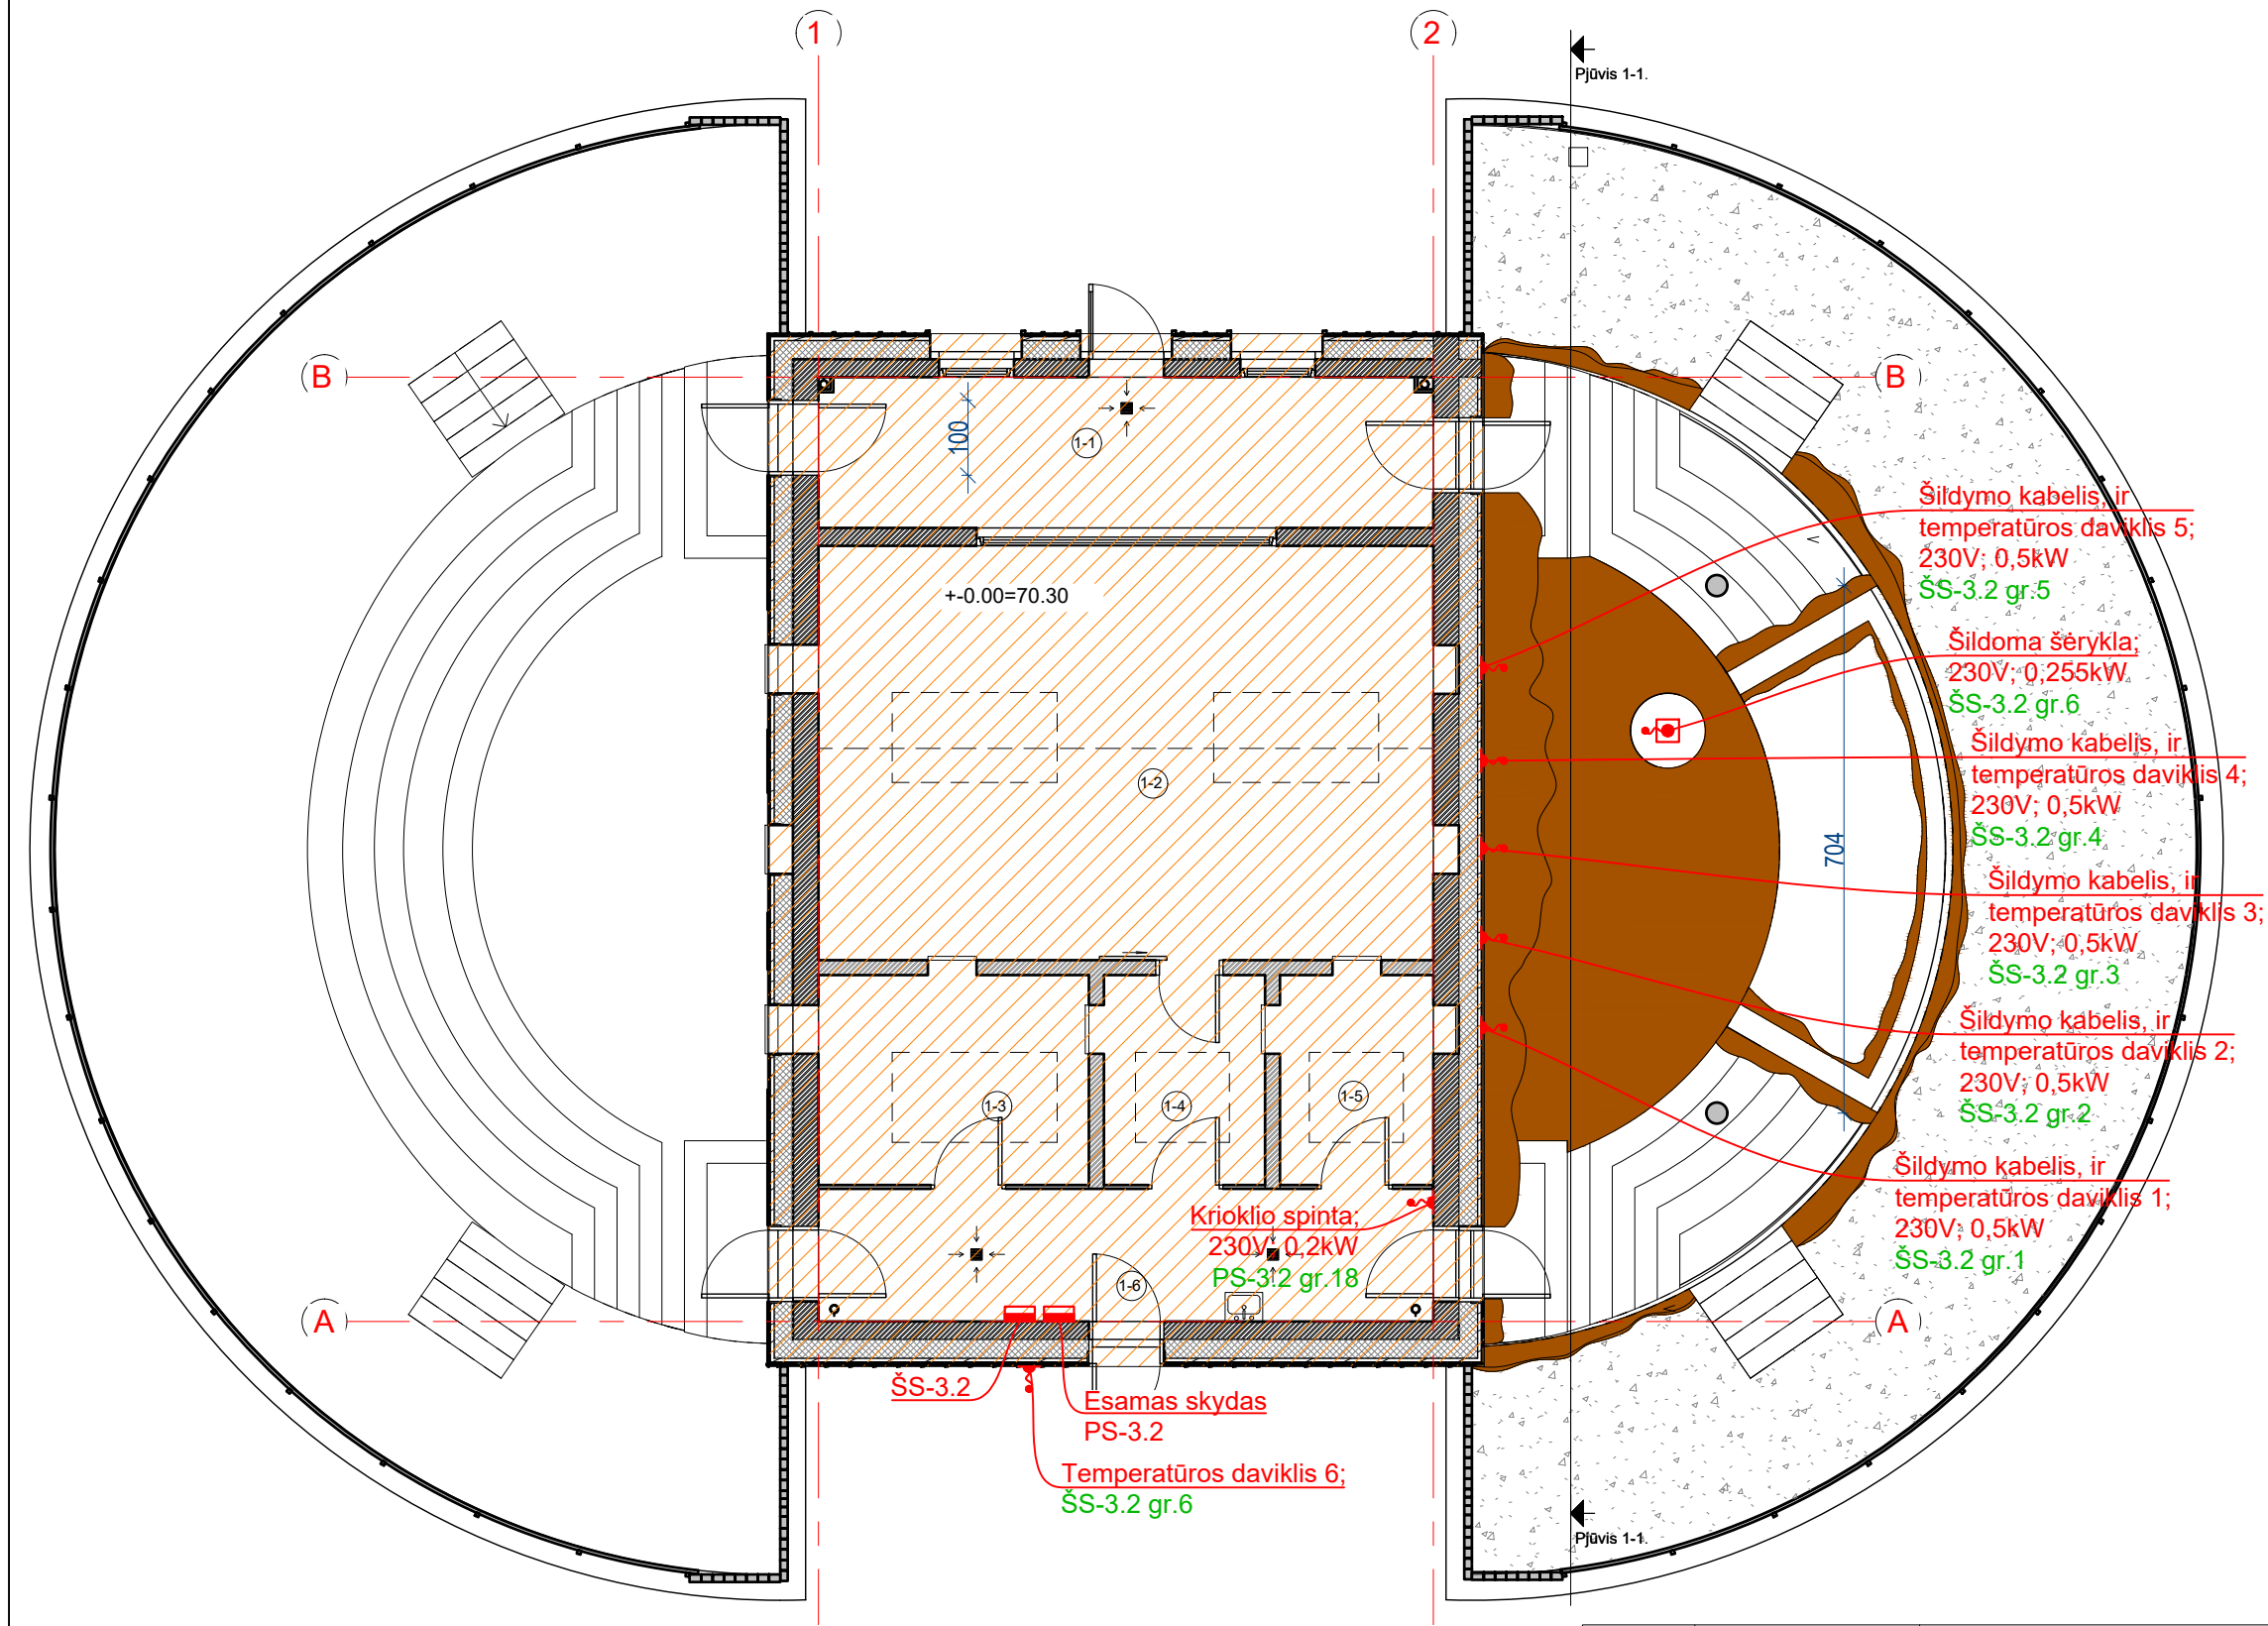 1
2
Pjūvis 1-1.
B
B
100
1-1
+-0.00=70.30
Šildymo kabelis, ir
temperatūros daviklis 5;
230V; 0,5kW
ŠS-3.2 gr.5
Šildoma šėrykla;
230V; 0,255kW
ŠS-3.2 gr.6
Šildymo kabelis, ir
temperatūros daviklis 4;
230V; 0,5kW
ŠS-3.2 gr.4
1-2
704
Šildymo kabelis, ir
temperatūros daviklis 3;
230V; 0,5kW
ŠS-3.2 gr.3
Šildymo kabelis, ir
temperatūros daviklis 2;
230V; 0,5kW
ŠS-3.2 gr.2
1-3
1-4
1-5
Šildymo kabelis, ir
temperatūros daviklis 1;
230V; 0,5kW
ŠS-3.2 gr.1
Krioklio spinta;
230V; 0,2kW
PS-3.2 gr.18
1-6
A
A
ŠS-3.2
Esamas skydas
PS-3.2
Temperatūros daviklis 6;
ŠS-3.2 gr.6
Pjūvis 1-1.